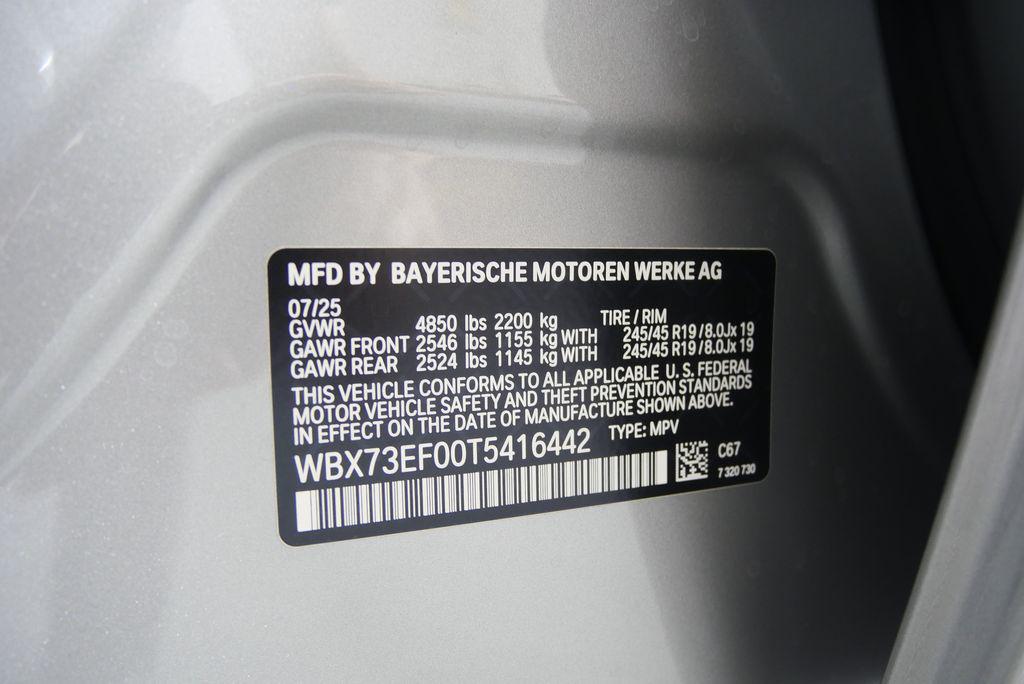 MFD BY BAYERISCHE MOTOREN WERKE AG
07/25
GVWR 4850 lbs 2200 kg TIRE / RIM
GAWR FRONT 2546 lbs 1155 kg WITH 245/45 R19 / 8.0Jx 19
GAWR REAR 2524 lbs 1145 kg WITH 245/45 R19 / 8.0Jx 19
THIS VEHICLE CONFORMS TO ALL APPLICABLE U.S. FEDERAL
MOTOR VEHICLE SAFETY AND THEFT PREVENTION STANDARDS
IN EFFECT ON THE DATE OF MANUFACTURE SHOWN ABOVE.
WBX73EF00T5416442 TYPE: MPV
C67
7 320 730